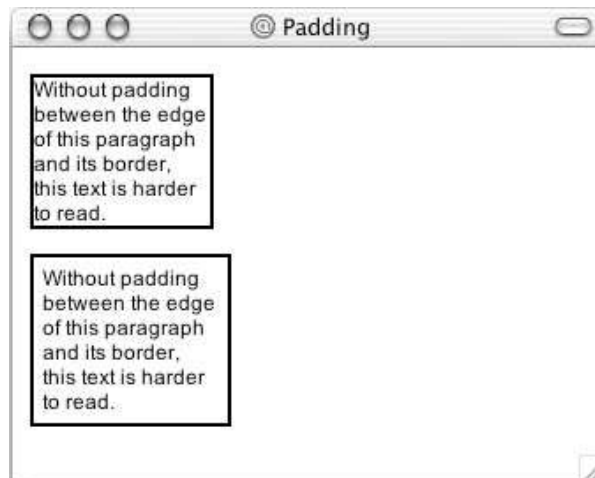 Padding
Without padding
between the edge
of this paragraph
and its border,
this text is harder
to read.
Without padding
between the edge
of this paragraph
and its border,
this text is harder
to read.